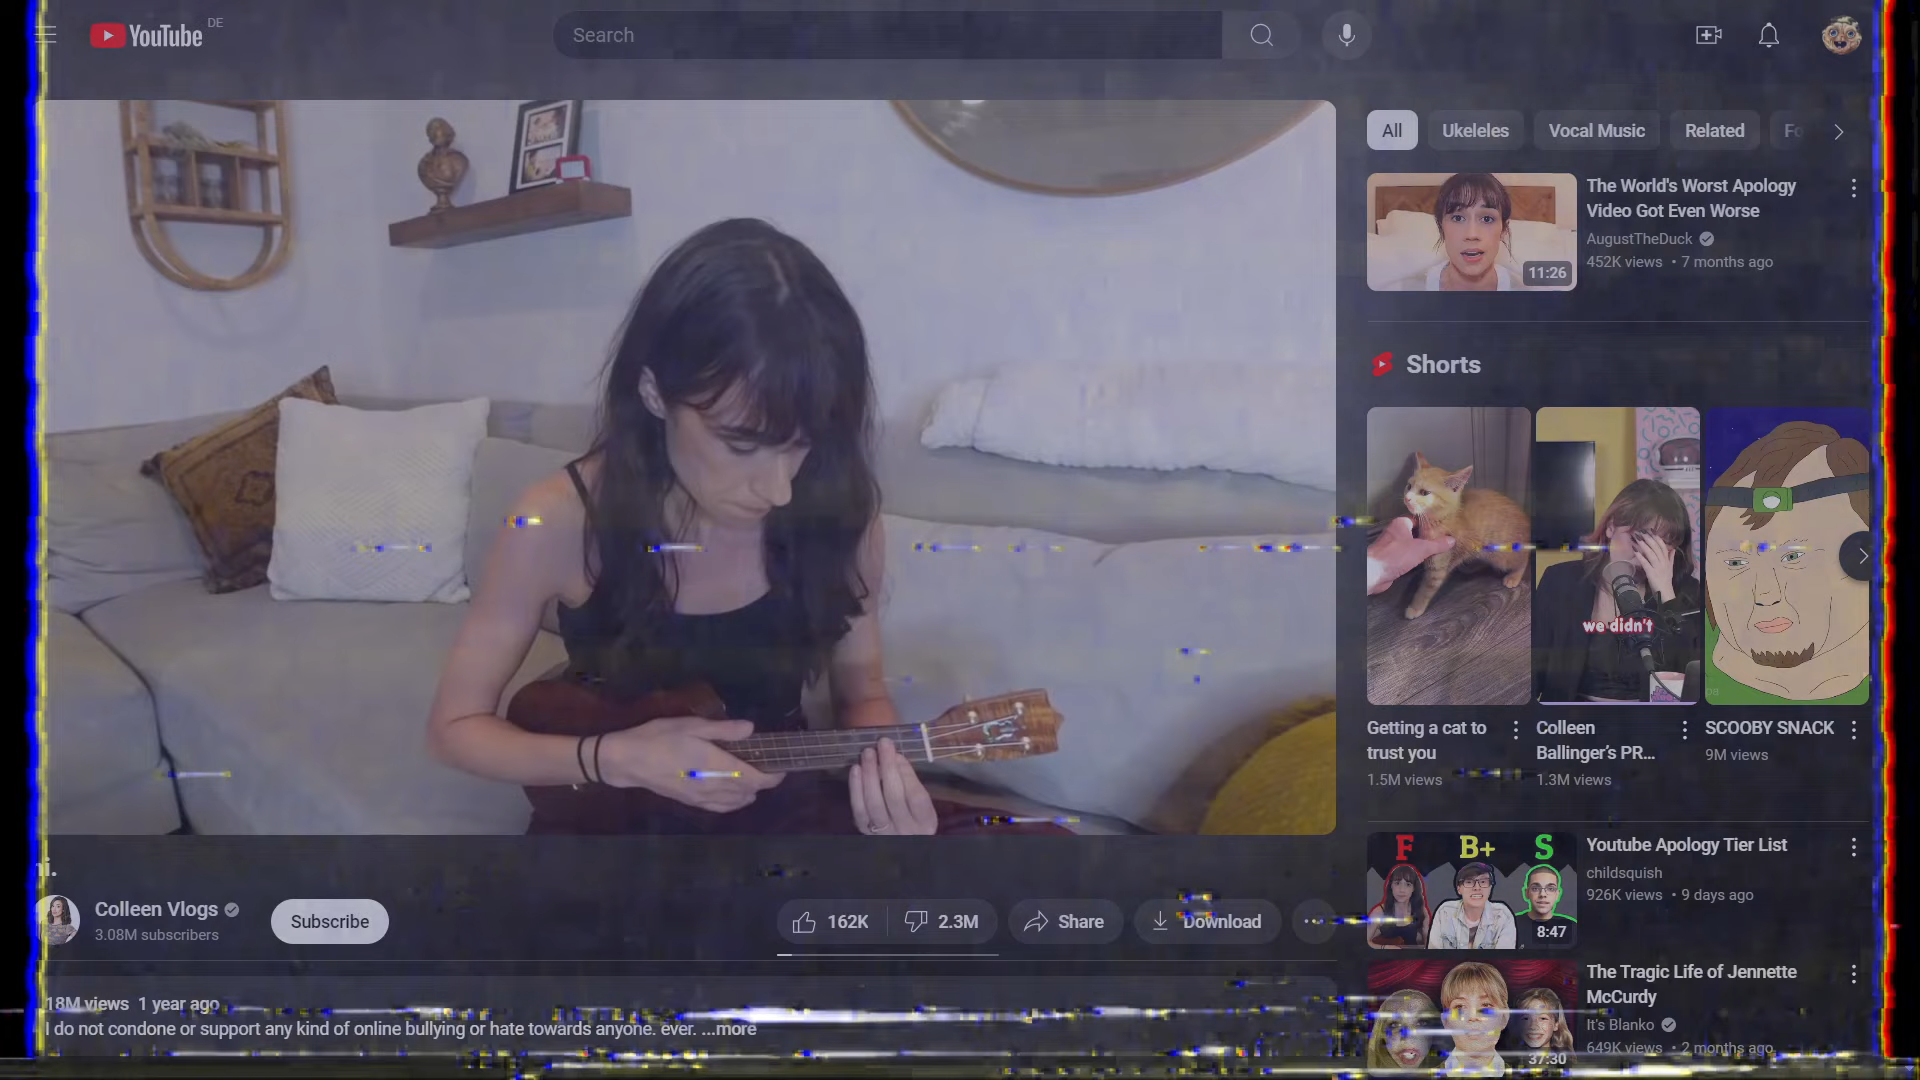 YouTube DE
Search
All
Ukeleles
Vocal Music
Related
Fo
The World's Worst Apology
Video Got Even Worse
AugustTheDuck
452K views • 7 months ago
11:26
Shorts
we didn't
Getting a cat to
trust you
1.5M views
Colleen
Ballinger's PR...
1.3M views
SCOOBY SNACK
9M views
hi.
Colleen Vlogs
3.08M subscribers
Subscribe
162K
2.3M
Share
Download
18M views 1 year ago
I do not condone or support any kind of online bullying or hate towards anyone. ever. ...more
F B+ S
8:47
Youtube Apology Tier List
childsquish
926K views • 9 days ago
The Tragic Life of Jennette
McCurdy
It's Blanko
649K views • 2 months ago
37:30